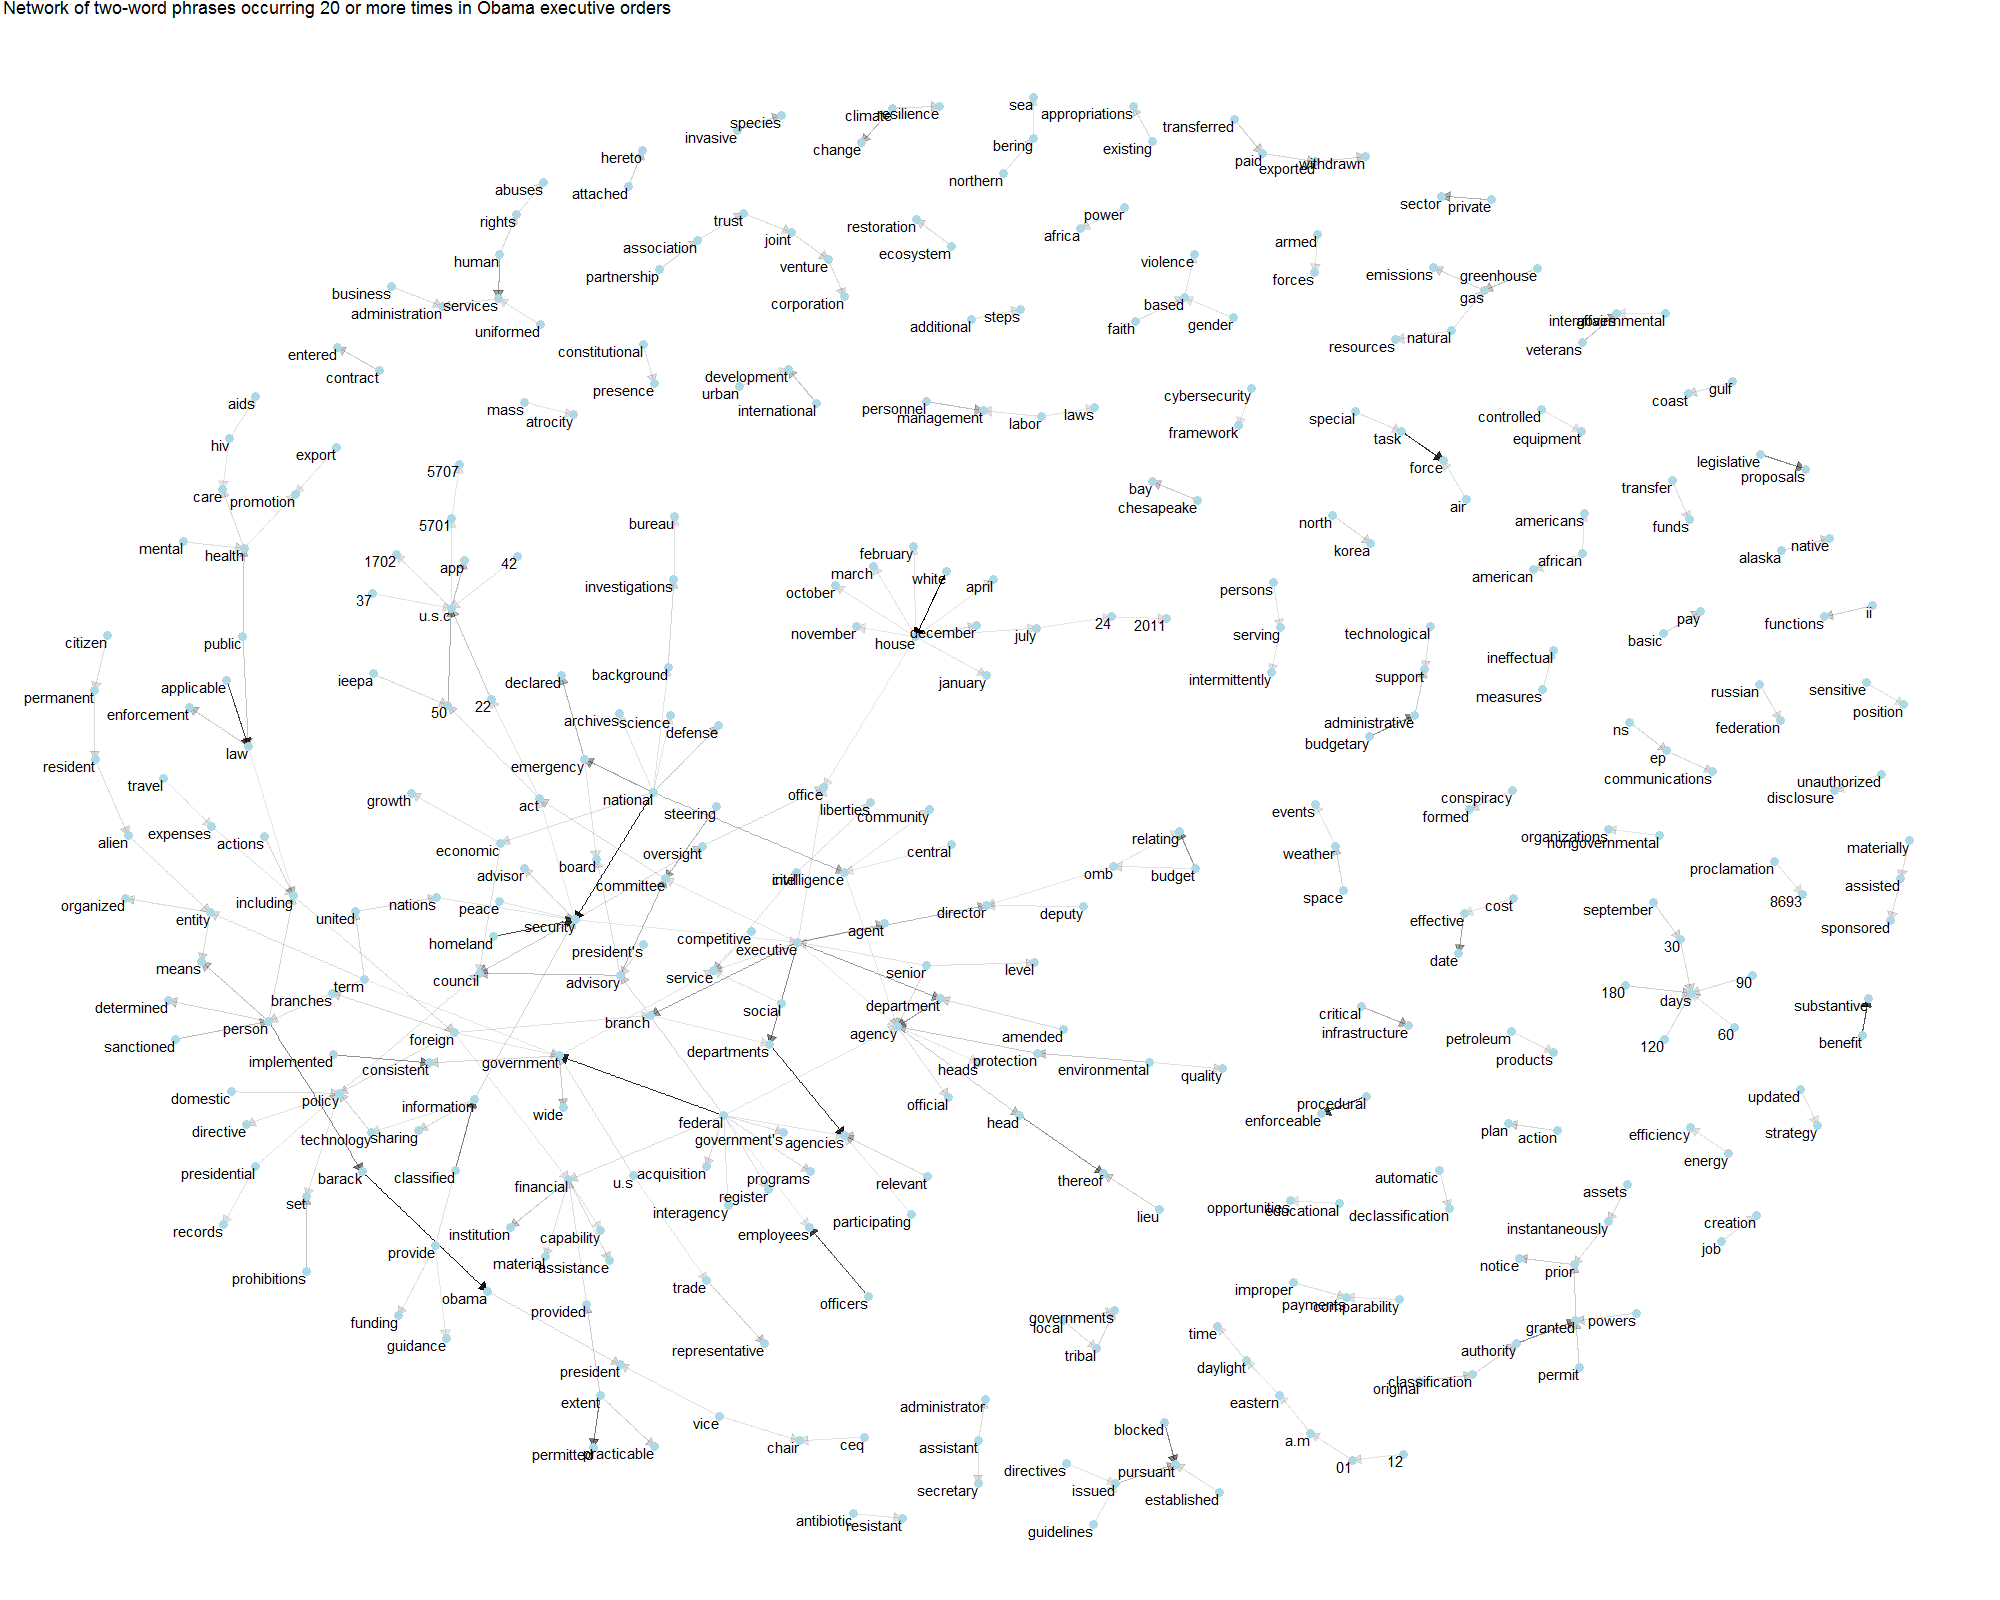 Network of two-word phrases occurring 20 or more times in Obama executive orders
sea
climate
resilience
appropriations
species
invasive
transferred
change
bering
existing
hereto
paid
exported
withdrawn
northern
abuses
attached
sector
private
rights
trust
restoration
power
africa
association
joint
ecosystem
armed
human
partnership
venture
violence
forces
emissions
greenhouse
business
administration
services
corporation
based
gas
uniformed
additional
steps
faith
gender
intergovernmental
affairs
veterans
entered
constitutional
resources
natural
contract
presence
development
urban
international
gulf
coast
aids
mass
atrocity
personnel
management
labor
laws
cybersecurity
framework
special
task
controlled
equipment
hiv
export
5707
force
legislative
proposals
care
promotion
bay
chesapeake
air
transfer
funds
mental
health
5701
bureau
north
korea
americans
african
american
native
alaska
1702
app
42
february
march
white
april
october
investigations
37
u.s.c
november
house
december
july
24
2011
persons
serving
intermittently
technological
support
pay
basic
functions
ii
citizen
public
ineffectual
measures
permanent
applicable
enforcement
ieepa
50
22
declared
background
january
russian
federation
sensitive
position
law
archives
science
defense
administrative
budgetary
ns
ep
communications
resident
emergency
travel
growth
act
national
steering
office
liberties
community
events
conspiracy
formed
unauthorized
disclosure
alien
expenses
actions
economic
board
oversight
central
relating
weather
organizations
nongovernmental
materially
advisor
committee
civil
intelligence
omb
budget
space
proclamation
assisted
8693
organized
entity
including
united
nations
peace
director
deputy
effective
cost
september
sponsored
homeland
security
president's
competitive
executive
agent
30
date
means
council
advisory
service
senior
level
term
180
days
90
determined
branches
department
substantive
person
branch
social
agency
amended
critical
infrastructure
sanctioned
foreign
implemented
consistent
government
departments
heads
protection
environmental
quality
petroleum
products
120
60
benefit
domestic
policy
information
wide
official
procedural
enforceable
updated
strategy
directive
technology
sharing
federal
government's
agencies
head
plan
action
efficiency
energy
presidential
barack
classified
financial
u.s
acquisition
programs
relevant
thereof
automatic
declassification
assets
set
register
interagency
participating
lieu
opportunities
educational
records
institution
capability
material
assistance
employees
instantaneously
creation
job
provide
prohibitions
notice
prior
obama
provided
trade
officers
improper
payments
comparability
funding
guidance
representative
governments
local
tribal
time
granted
powers
president
daylight
authority
permit
extent
original
classification
vice
administrator
eastern
permitted
practicable
chair
ceq
assistant
blocked
a.m
01
12
secretary
directives
issued
pursuant
established
antibiotic
resistant
guidelines